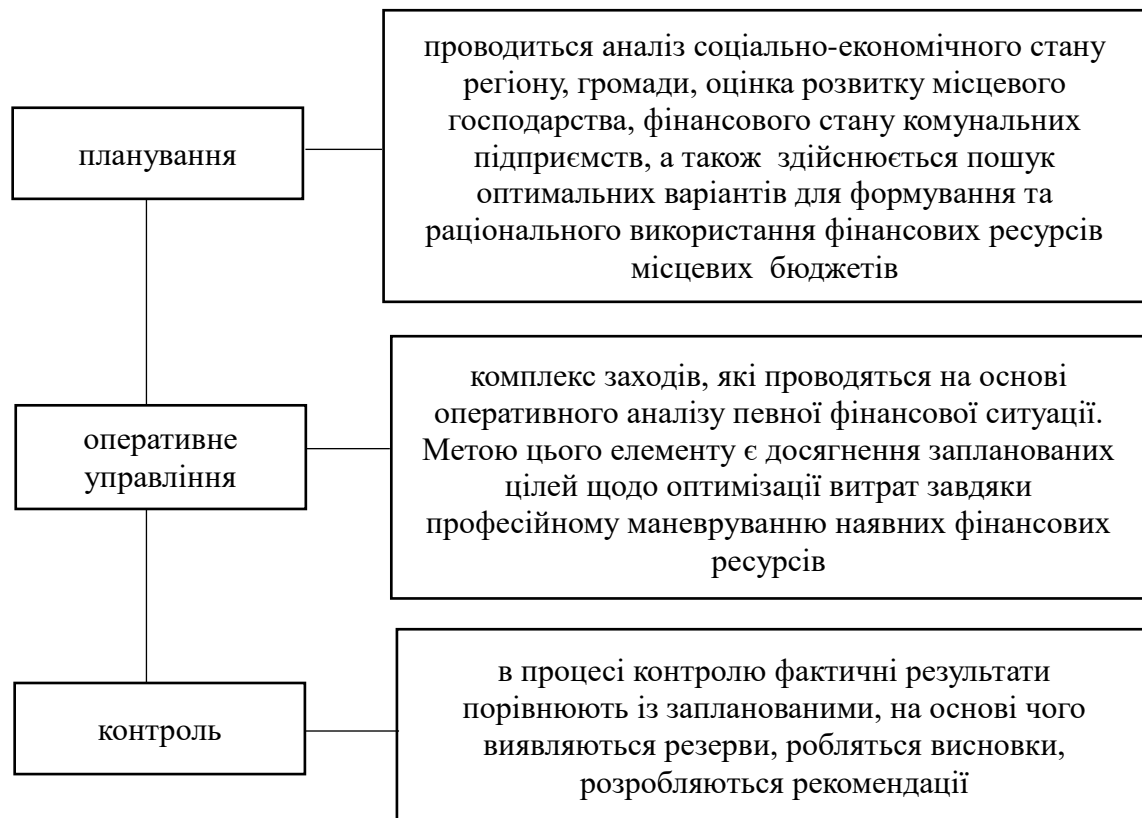 планування
проводиться аналіз соціально-економічного стану
регіону, громади, оцінка розвитку місцевого
господарства, фінансового стану комунальних
підприємств, а також здійснюється пошук
оптимальних варіантів для формування та
раціонального використання фінансових ресурсів
місцевих бюджетів
оперативне
управління
комплекс заходів, які проводяться на основі
оперативного аналізу певної фінансової ситуації.
Метою цього елементу є досягнення запланованих
цілей щодо оптимізації витрат завдяки
професійному маневруванню наявних фінансових
ресурсів
контроль
в процесі контролю фактичні результати
порівнюють із запланованими, на основі чого
виявляються резерви, робляться висновки,
розробляються рекомендації